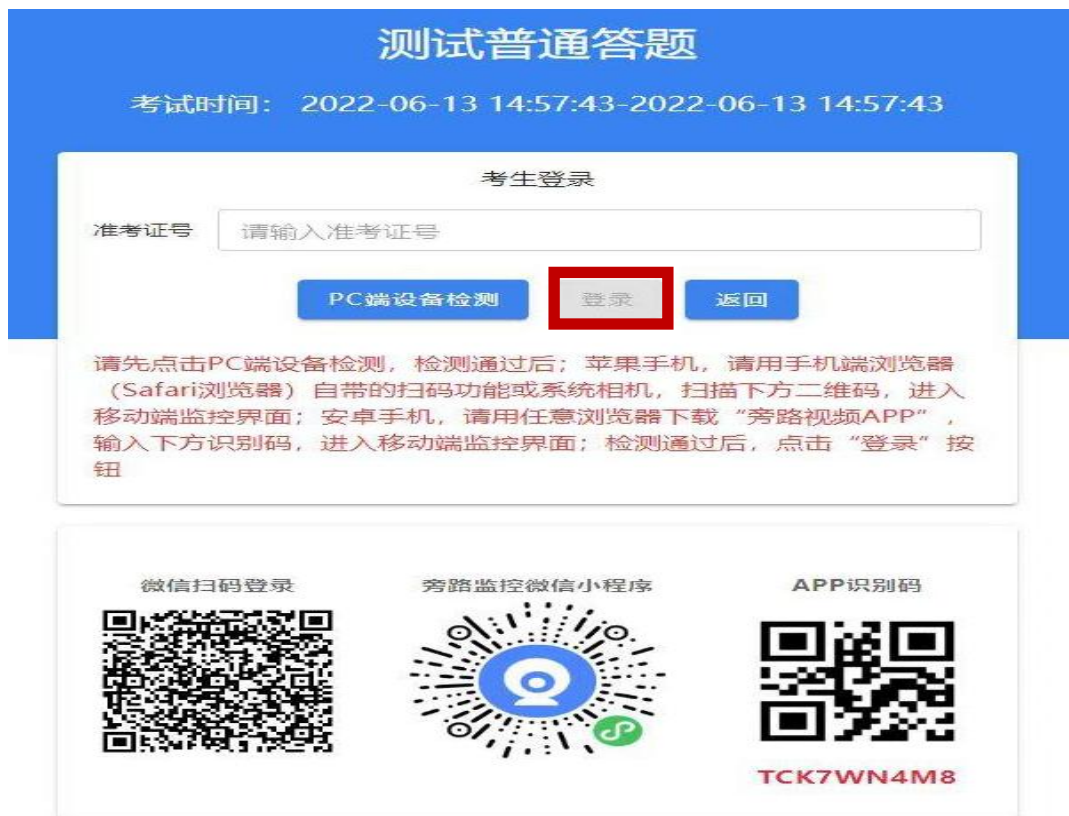 测试普通答题
考试时间： 2022-06-13 14:57:43-2022-06-13 14:57:43
考生登录
准考证号 请输入准考证号
PC端设备检测 登录 返回
请先点击PC端设备检测，检测通过后；苹果手机，请用手机端浏览器
（Safari浏览器）自带的扫码功能或系统相机，扫描下方二维码，进入
移动端监控界面；安卓手机，请用任意浏览器下载“旁路视频APP”，
输入下方识别码，进入移动端监控界面；检测通过后，点击“登录”按
钮
微信扫码登录 旁路监控微信小程序 APP识别码
TCK7WN4M8